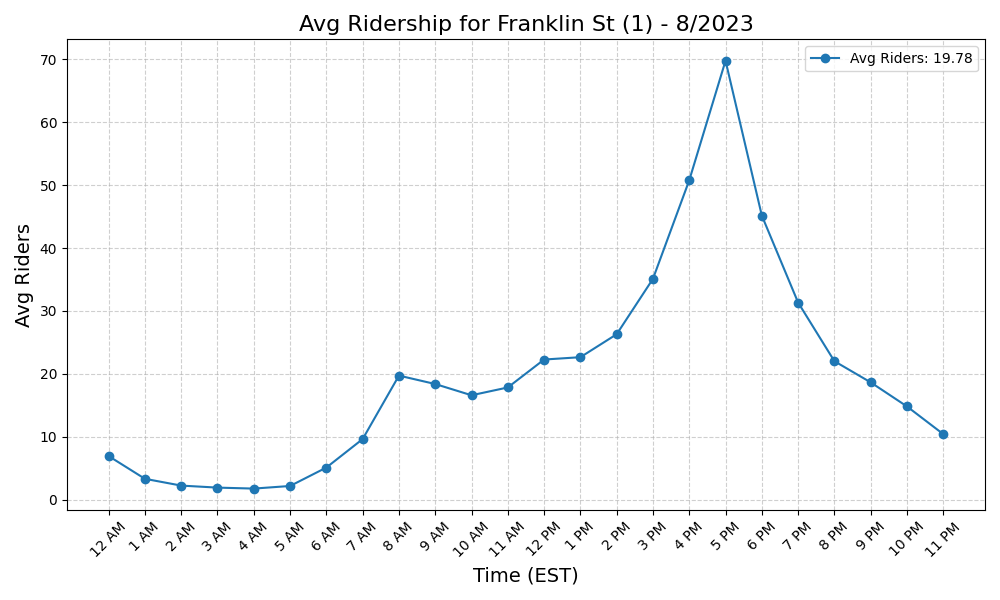 Avg Ridership for Franklin St (1) - 8/2023
Avg Riders: 19.78
Avg Riders
70
60
50
40
30
20
10
0
12 AM
1 AM
2 AM
3 AM
4 AM
5 AM
6 AM
7 AM
8 AM
9 AM
10 AM
11 AM
12 PM
1 PM
2 PM
3 PM
4 PM
5 PM
6 PM
7 PM
8 PM
9 PM
10 PM
11 PM
Time (EST)